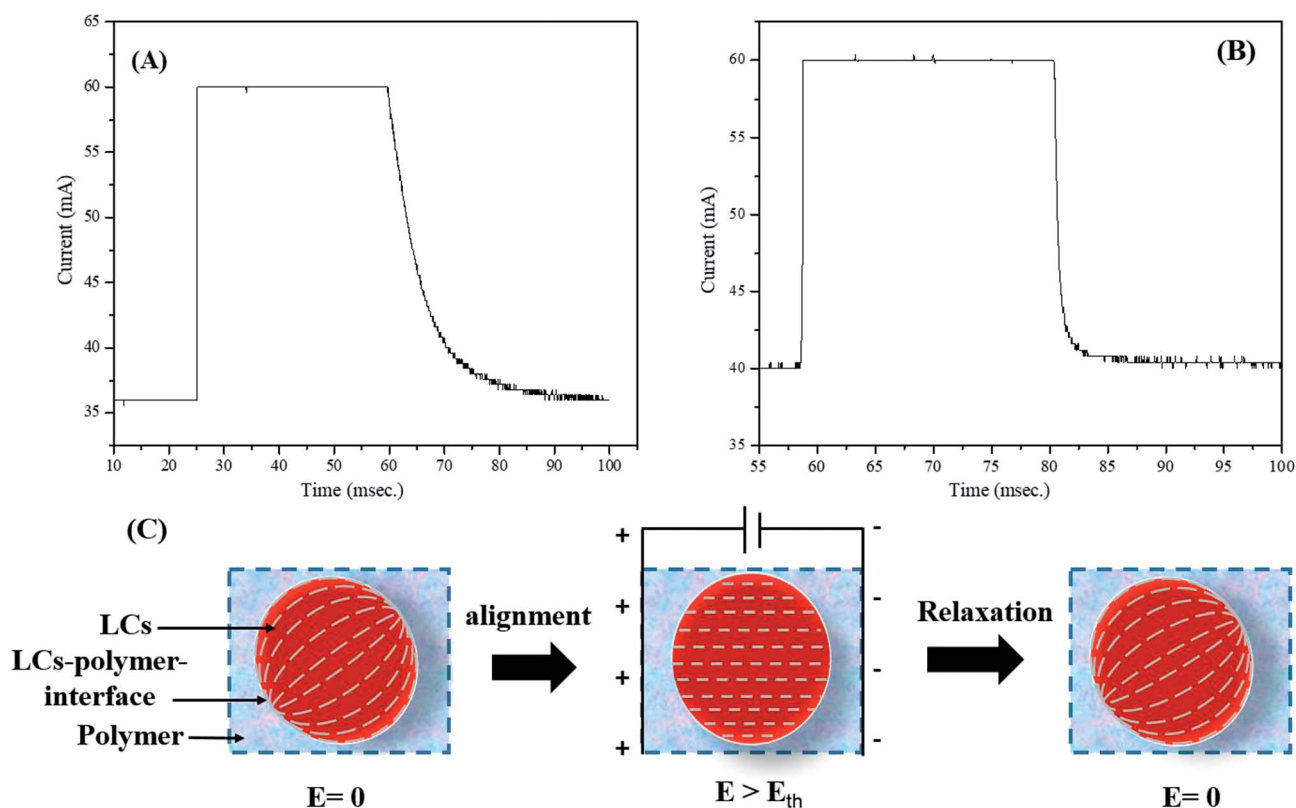 (A)
65
60
55
50
45
40
35
Current (mA)
10 20 30 40 50 60 70 80 90 100
Time (msec.)
(B)
60
55
50
45
40
35
Current (mA)
55 60 65 70 75 80 85 90 95 100
Time (msec.)
(C)
LCs
LCs-polymer-
interface
Polymer
E= 0
alignment
+ -
+ -
+ -
+ -
E > Eth
Relaxation
E= 0